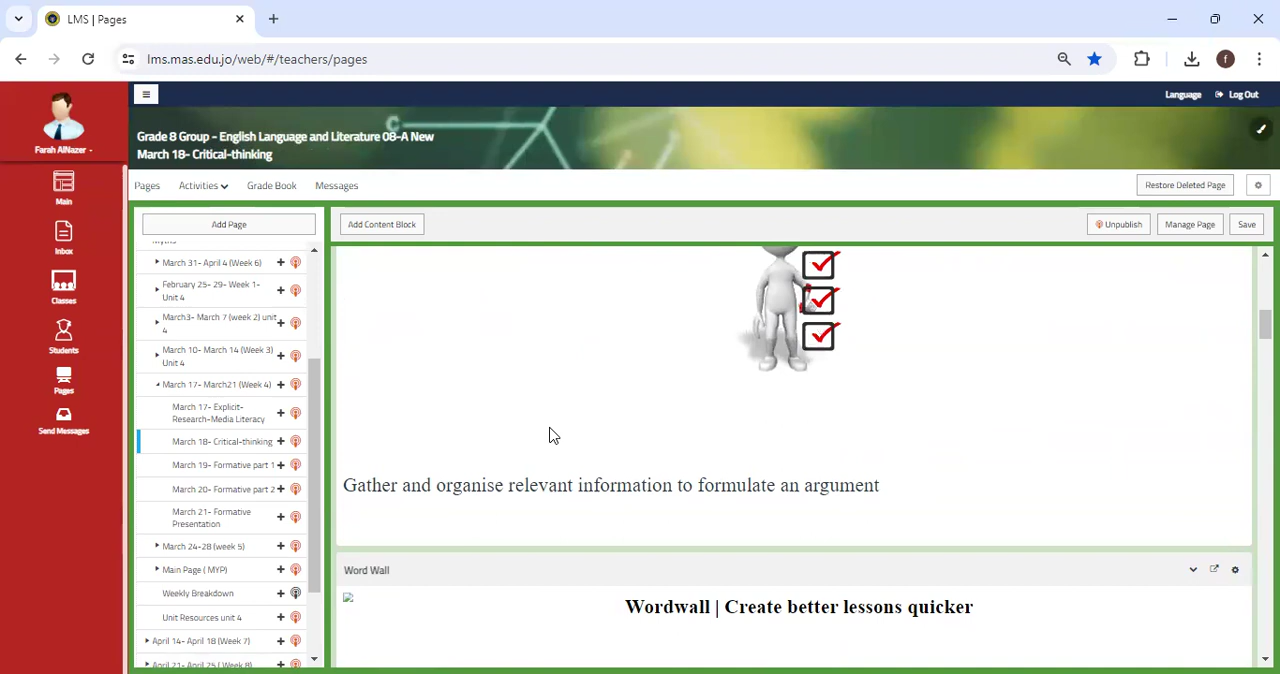 LMS | Pages
lms.mas.edu.jo/web/#/teachers/pages
f
Language
Log Out
Farah AlNazer
Grade 8 Group - English Language and Literature 08-A New
March 18- Critical-thinking
Main
Inbox
Classes
Students
Pages
Send Messages
Pages
Activities
Grade Book
Messages
Restore Deleted Page
Add Page
Add Content Block
Unpublish
Manage Page
Save
Myths
March 31- April 4 (Week 6)
February 25- 29- Week 1-
Unit 4
March3- March 7 (week 2) unit
4
March 10- March 14 (Week 3)
Unit 4
March 17- March21 (Week 4)
March 17- Explicit-
Research-Media Literacy
March 18- Critical-thinking
March 19- Formative part 1
March 20- Formative part 2
March 21- Formative
Presentation
March 24-28 (week 5)
Main Page ( MYP)
Weekly Breakdown
Unit Resources unit 4
April 14- April 18 (Week 7)
April 21- April 25 ( Week 8)
Gather and organise relevant information to formulate an argument
Word Wall
Wordwall | Create better lessons quicker